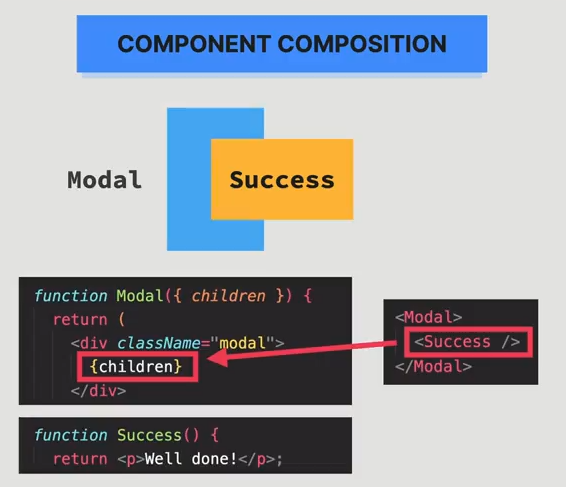 COMPONENT COMPOSITION
Modal
Success
function Modal({ children }) {
return (
<div className="modal">
{children}
</div>
<Modal>
<Success />
</Modal>
function Success() {
return <p>Well done!</p>;